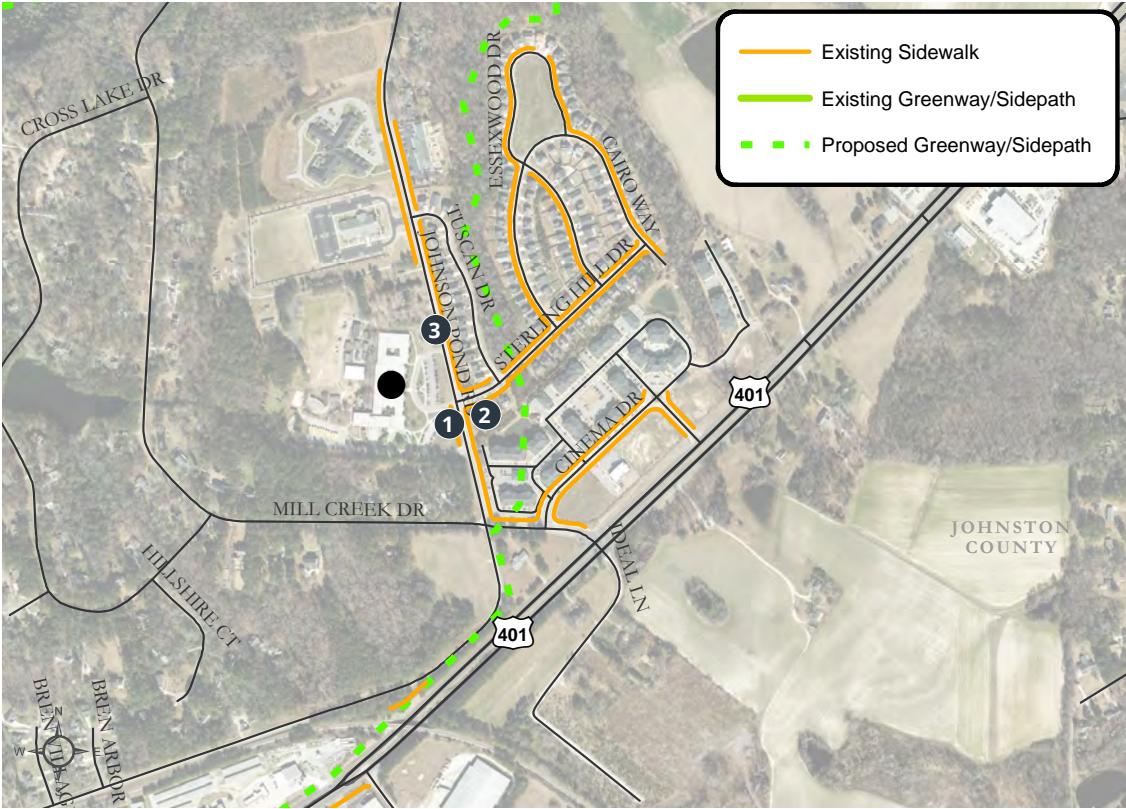 Existing Sidewalk
Existing Greenway/Sidepath
Proposed Greenway/Sidepath
CROSS LAKE DR
ESSEXWOOD DR
CAIRO WAY
TUSCAN DR
JOHNSON POND RD
STERLING HILL DR
3
1
2
401
CINEMA DR
MILL CREEK DR
IDEAL LN
JOHNSTON
COUNTY
HILLSHIRE CT
401
BREN ARBOR
N
W
E
S